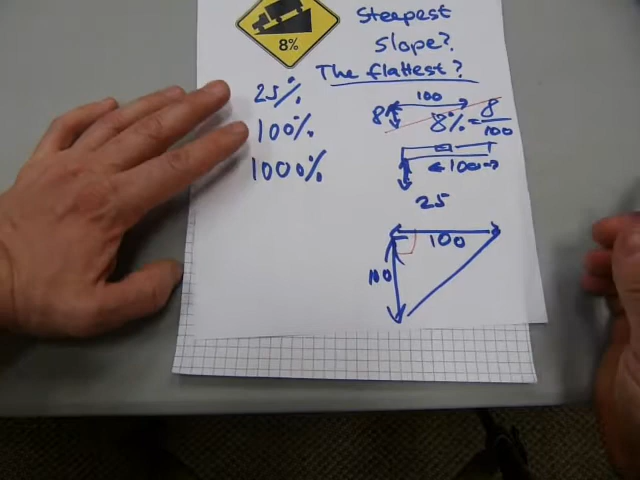 8%
Steepest
slope?
The flattest?
25%
100%
1000%
100
8
8% = 8/100
100
25
100
100